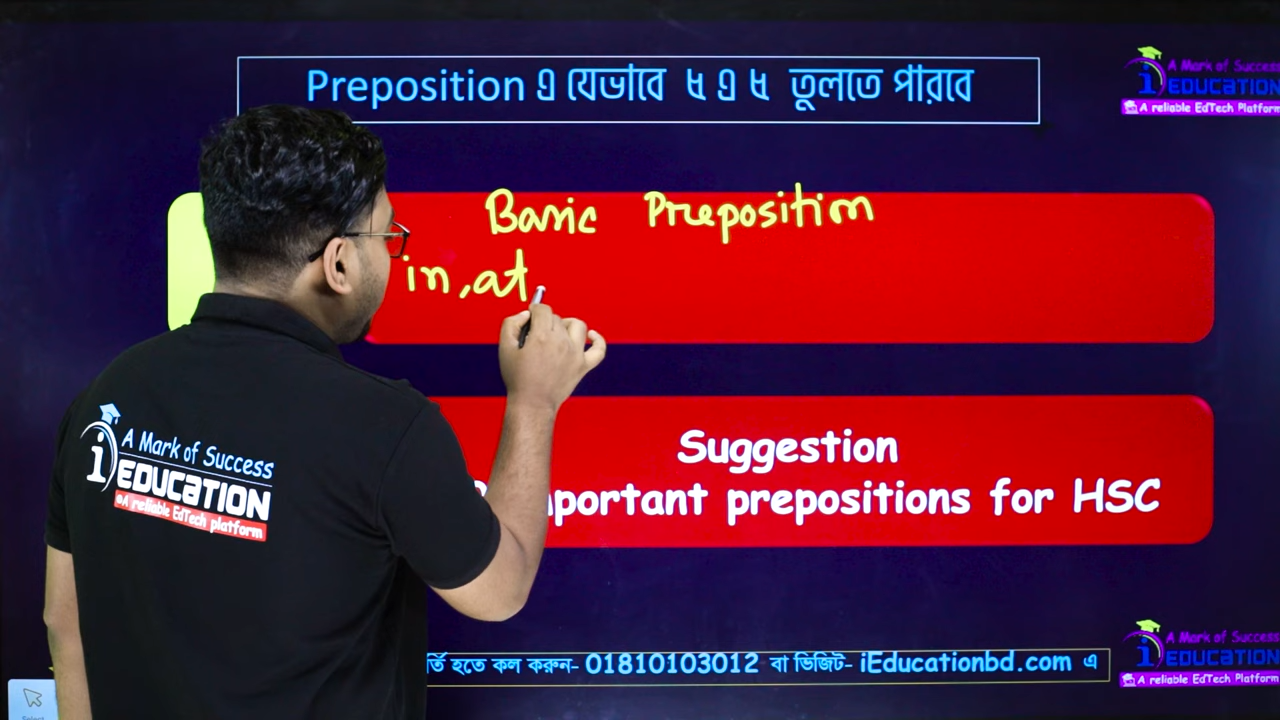 Preposition এ যেভাবে ৫ এ ৫ তুলতে পারবে
A Mark of Success
iEDUCATION
A reliable EdTech Platform
Basic Preposition
in, at
Suggestion
important prepositions for HSC
A Mark of Success
iEDUCATION
A reliable EdTech platform
হতে কল করুন- 01810103012 বা ভিজিট- iEducationbd.com এ
A Mark of Success
iEDUCATION
A reliable EdTech Platform
Select